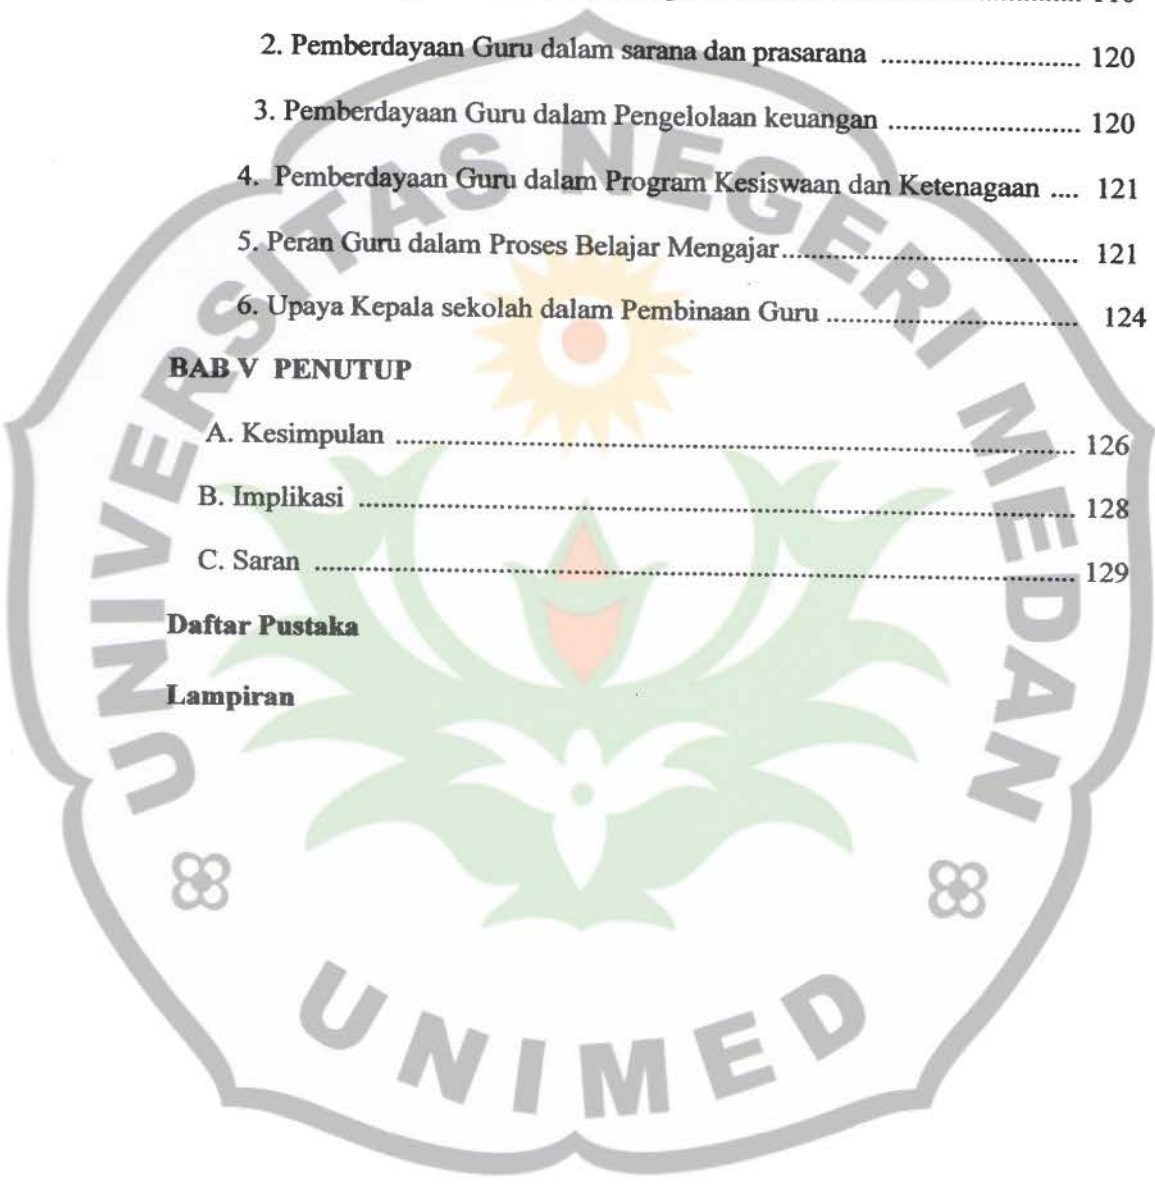 2. Pemberdayaan Guru dalam sarana dan prasarana ......................... 120
3. Pemberdayaan Guru dalam Pengelolaan keuangan ........................ 120
4. Pemberdayaan Guru dalam Program Kesiswaan dan Ketenagaan .... 121
5. Peran Guru dalam Proses Belajar Mengajar..................................... 121
6. Upaya Kepala sekolah dalam Pembinaan Guru ............................... 124
BAB V PENUTUP
A. Kesimpulan ..................................................................................... 126
B. Implikasi .......................................................................................... 128
C. Saran ................................................................................................ 129
Daftar Pustaka
Lampiran
UNIVERSITAS NEGERI MEDAN
UNIMED